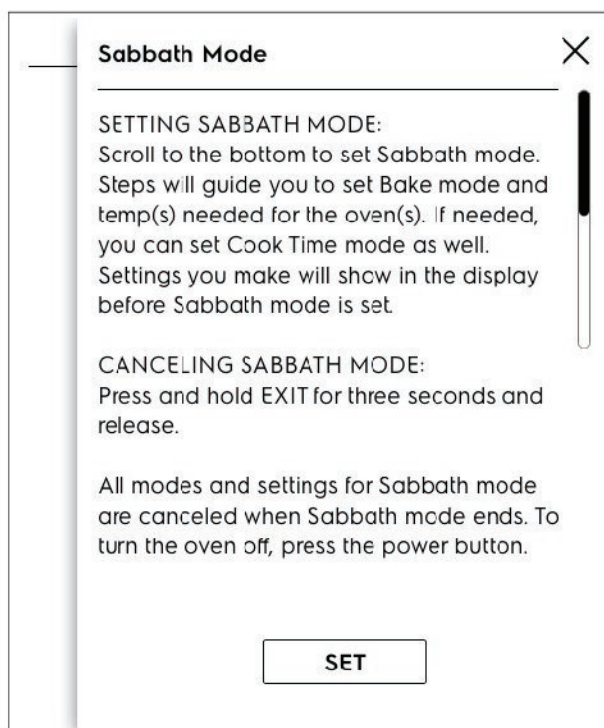 Sabbath Mode
SETTING SABBATH MODE:
Scroll to the bottom to set Sabbath mode.
Steps will guide you to set Bake mode and
temp(s) needed for the oven(s). If needed,
you can set Cook Time mode as well.
Settings you make will show in the display
before Sabbath mode is set.
CANCELING SABBATH MODE:
Press and hold EXIT for three seconds and
release.
All modes and settings for Sabbath mode
are canceled when Sabbath mode ends. To
turn the oven off, press the power button.
SET